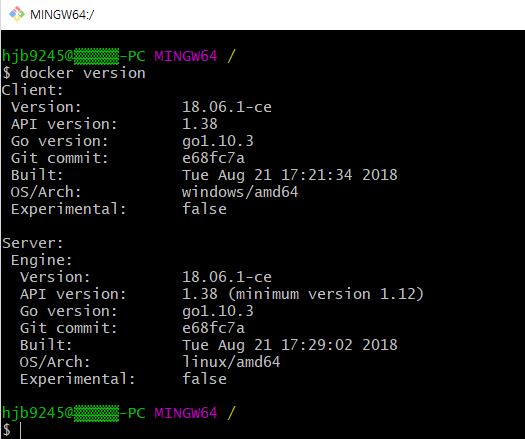 MINGW64:/
hjb9245@▒▒▒▒▒-PC MINGW64 /
$ docker version
Client:
 Version:       18.06.1-ce
 API version:   1.38
 Go version:    go1.10.3
 Git commit:    e68fc7a
 Built:         Tue Aug 21 17:21:34 2018
 OS/Arch:       windows/amd64
 Experimental:  false
Server:
 Engine:
  Version:      18.06.1-ce
  API version:  1.38 (minimum version 1.12)
  Go version:   go1.10.3
  Git commit:   e68fc7a
  Built:        Tue Aug 21 17:29:02 2018
  OS/Arch:      linux/amd64
  Experimental: false
hjb9245@▒▒▒▒▒-PC MINGW64 /
$